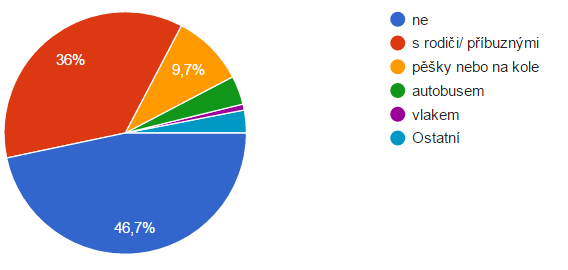 ne
s rodiči/ příbuznými
pěšky nebo na kole
autobusem
vlakem
Ostatní
36%
9,7%
46,7%